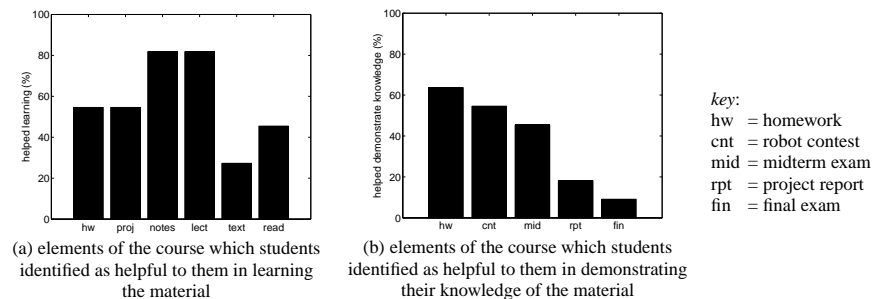 100
80
60
40
20
0
helped learning (%)
hw proj notes lect text read
(a) elements of the course which students
identified as helpful to them in learning
the material
100
80
60
40
20
0
helped demonstrate knowledge (%)
hw cnt mid rpt fin
(b) elements of the course which students
identified as helpful to them in demonstrating
their knowledge of the material
key:
hw = homework
cnt = robot contest
mid = midterm exam
rpt = project report
fin = final exam